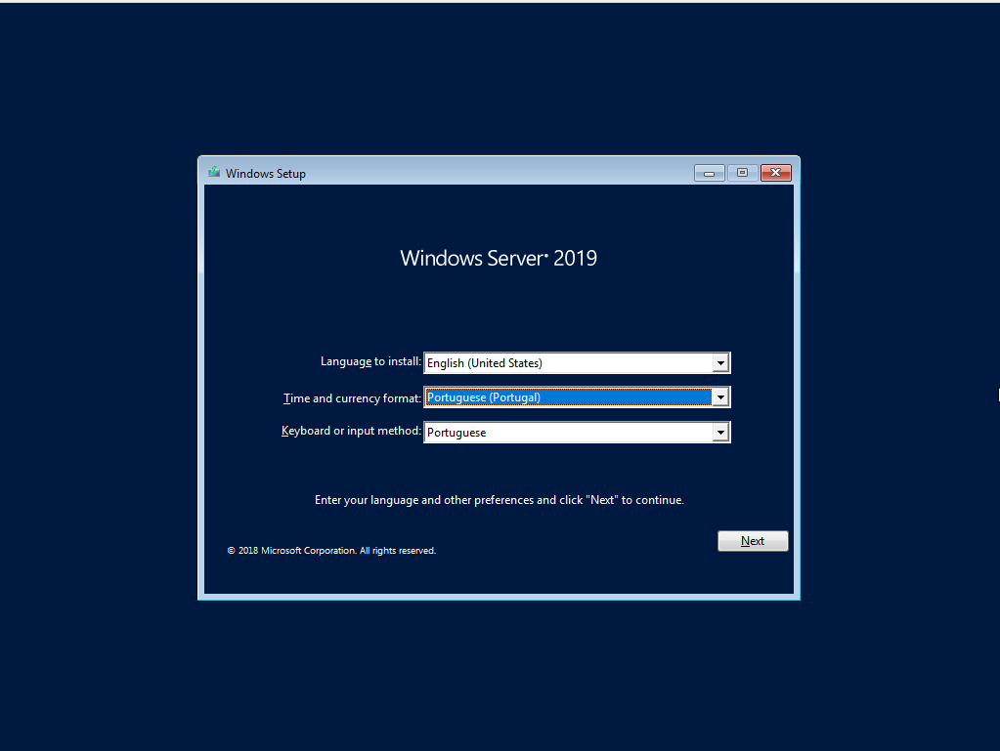 Windows Setup
Windows Server® 2019
Language to install: English (United States)
Time and currency format: Portuguese (Portugal)
Keyboard or input method: Portuguese
Enter your language and other preferences and click "Next" to continue.
Next
© 2018 Microsoft Corporation. All rights reserved.